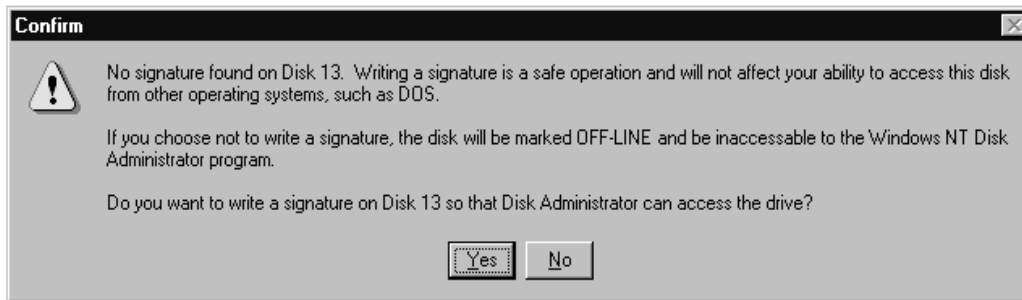 Confirm
No signature found on Disk 13.  Writing a signature is a safe operation and will not affect your ability to access this disk
from other operating systems, such as DOS.
If you choose not to write a signature, the disk will be marked OFF-LINE and be inaccessable to the Windows NT Disk
Administrator program.
Do you want to write a signature on Disk 13 so that Disk Administrator can access the drive?
Yes No